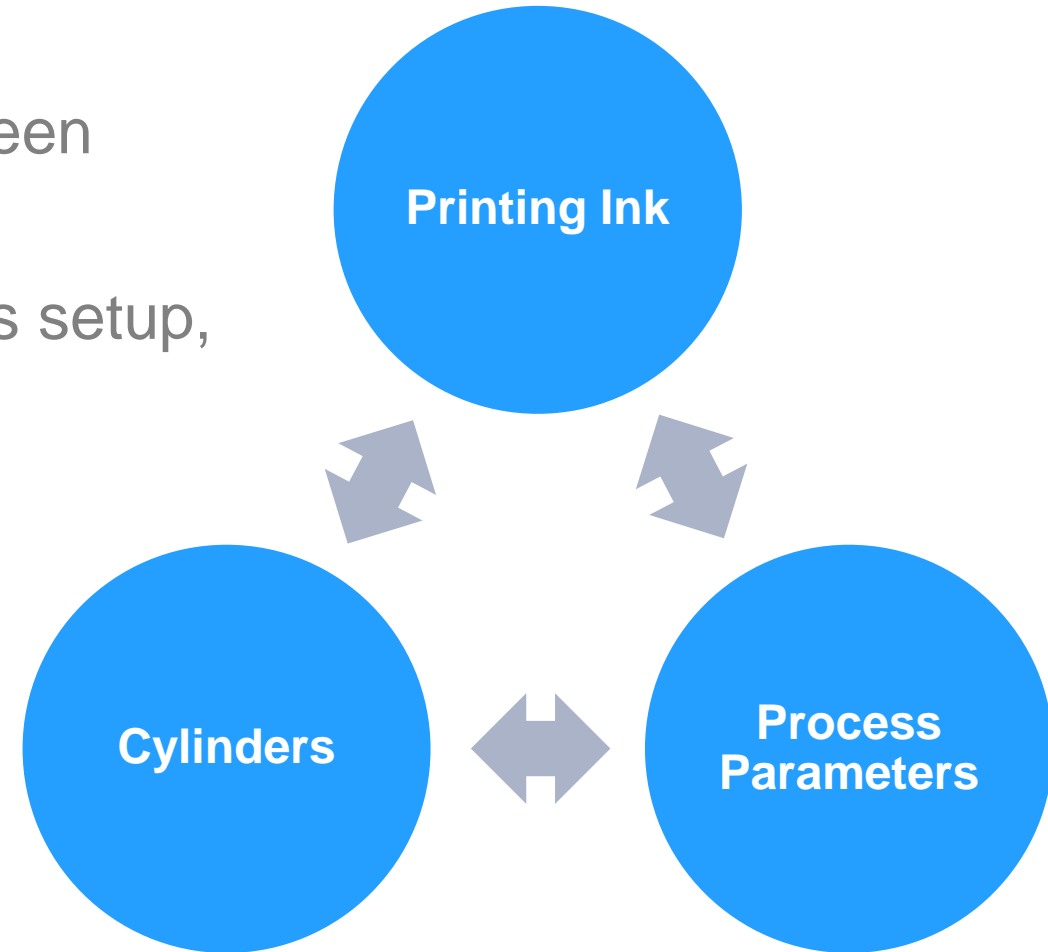 een
s setup,
Printing Ink
Cylinders
Process
Parameters